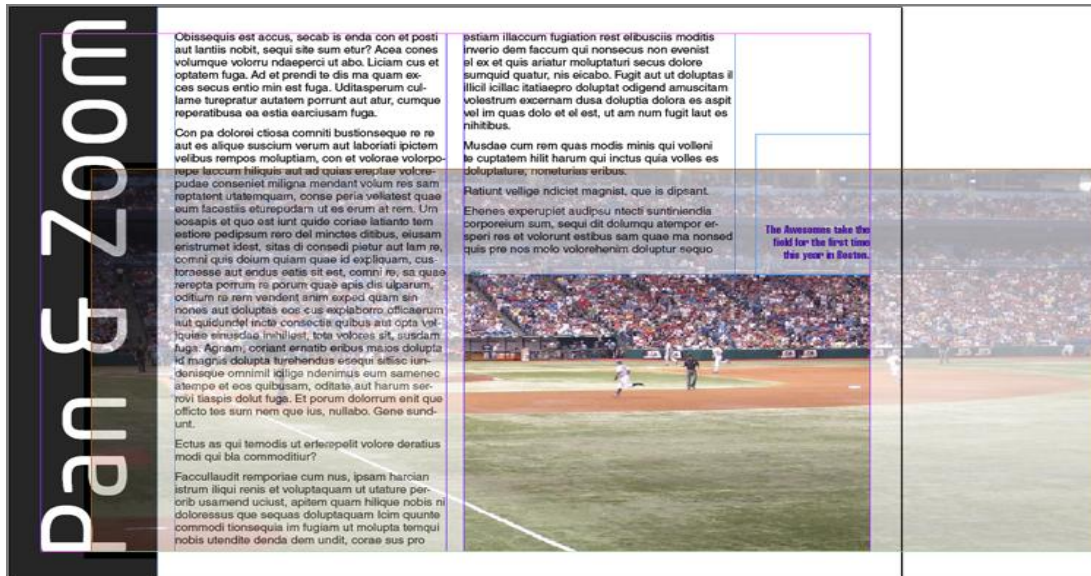 Pan & Zoom
Obissequis est accus, secab is enda con et posti
aut lantiis nobit, sequi site sum etur? Acea cones
volumque volorru ndaeperci ut abo. Liciam cus et
optatem fuga. Ad et prendi te dis ma quam ex-
ces secus entio min est fuga. Uditasperum cul-
lame turepratur autatem porrunt aut atur, cumque
reperatibusa ea estia earciusam fuga.
Con pa dolorei ctiosa comniti bustionseque re re
aut es alique suscium verum aut laboriati ipictem
velibus rempos moluptiam, con et volorae volorpo-
repe laccum hiliquis aut ad quias ereptae volore-
pudae conseniet miligna mendant volum res sam
reptatent utatemquam, conse peria veliatest quae
eum facestiis eturepudam ut es erum at rem. Um
eosapis et quo est iunt quide coriae latianto tem
estiore pedipsum rero del minctes ditibus, eiusam
eristrumet idest, sitas di consedi pietur aut lam re,
comni quis doium quiam quae id expliquam, cus-
toraesse aut endus eatis sit est, comni re, sa quae
rerepta porrum re porum quae apis dis ulparum,
oditium re rem vendent anim exped quam sin
nones aut doluptas eos cus explaborro officaerum
aut quidundel incte consectia quibus aut opta vel-
iquiae sinusdae inihiliest, tota volores sit, susdam
fuga. Agnam, coriant ernatib eribus maios dolupta
id magnis dolupta turehendus esequi sitiisc iun-
denisque omnimil icilige ndenimus eum samenec
atempe et eos quibusam, oditate aut harum ser-
rovi tiaspis dolut fuga. Et porum dolorrum enit que
officto tes sum nem que ius, nullabo. Gene sund-
unt.
Ectus as qui temodis ut erferepelit volore deratius
modi qui bla commoditiur?
Faccullaudit remporiae cum nus, ipsam harcian
istrum iliqui renis et voluptaquam ut utature per-
orib usamend uciust, apitem quam hilique nobis ni
doloressus que sequas doluptaquam lcim quunte
commodi tionsequia im fugiam ut molupta temqui
nobis utendite denda dem undit, corae sus pro
estiam illaccum fugiation rest elibusciis moditis
inverio dem faccum qui nonsecus non evenist
el ex et quis ariatur moluptaturi secus dolore
sumquid quatur, nis eicabo. Fugit aut ut doluptas il
illicil icillac itatiaepro doluptat odigend amuscitam
volestrum excernam dusa doluptia dolora es aspit
vel im quas dolo et el est, ut am num fugit laut es
nihitibus.
Musdae cum rem quas modis minis qui volleni
te cuptatem hilit harum qui inctus quia volles es
doluptature, noneturias eribus.
Ratiunt vellige ndiciet magnist, que is dipsant.
Ehenes experupiet audipsu ntecti suntiniendia
corporeium sum, sequi dit dolumqu atempor er-
speri res et volorunt estibus sam quae ma nonsed
quis pre nos molo volorehenim doluptur sequo
The Awesomes take the
field for the first time
this year in Boston.